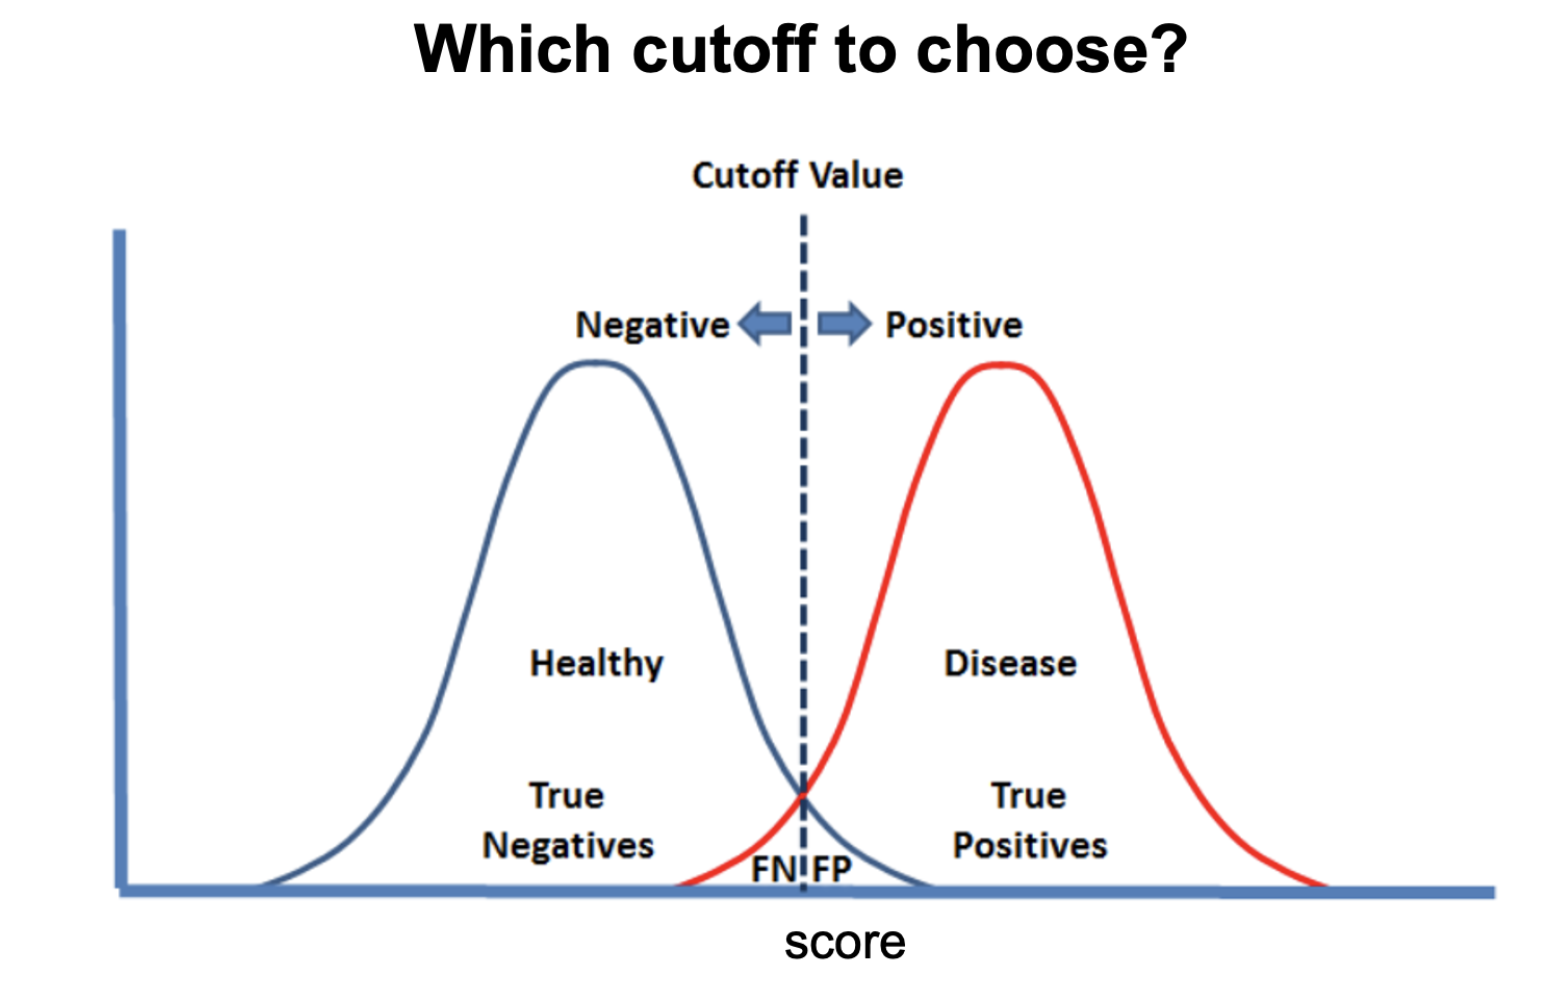 Which cutoff to choose?
Cutoff Value
Negative Positive
Healthy Disease
True True
Negatives Positives
FN FP
score